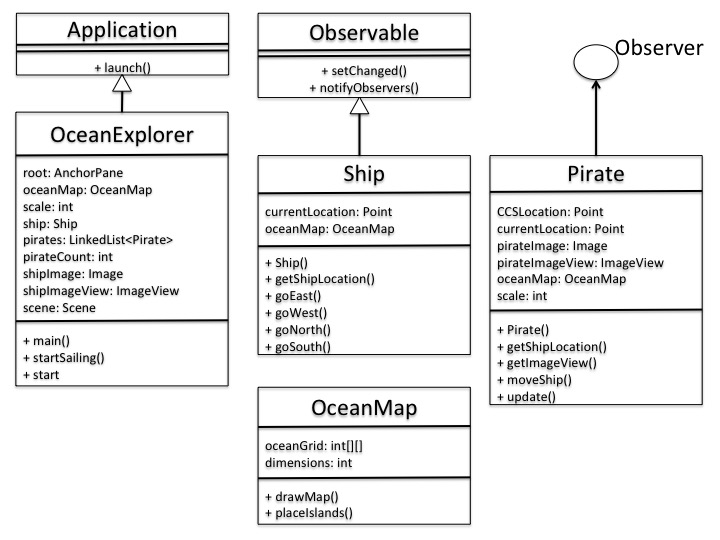 Application
+ launch()
OceanExplorer
root: AnchorPane
oceanMap: OceanMap
scale: int
ship: Ship
pirates: LinkedList<Pirate>
pirateCount: int
shipImage: Image
shipImageView: ImageView
scene: Scene
+ main()
+ startSailing()
+ start
Observable
+ setChanged()
+ notifyObservers()
Ship
currentLocation: Point
oceanMap: OceanMap
+ Ship()
+ getShipLocation()
+ goEast()
+ goWest()
+ goNorth()
+ goSouth()
OceanMap
oceanGrid: int[][]
dimensions: int
+ drawMap()
+ placeIslands()
Observer
Pirate
CCSLocation: Point
currentLocation: Point
pirateImage: Image
pirateImageView: ImageView
oceanMap: OceanMap
scale: int
+ Pirate()
+ getShipLocation()
+ getImageView()
+ moveShip()
+ update()